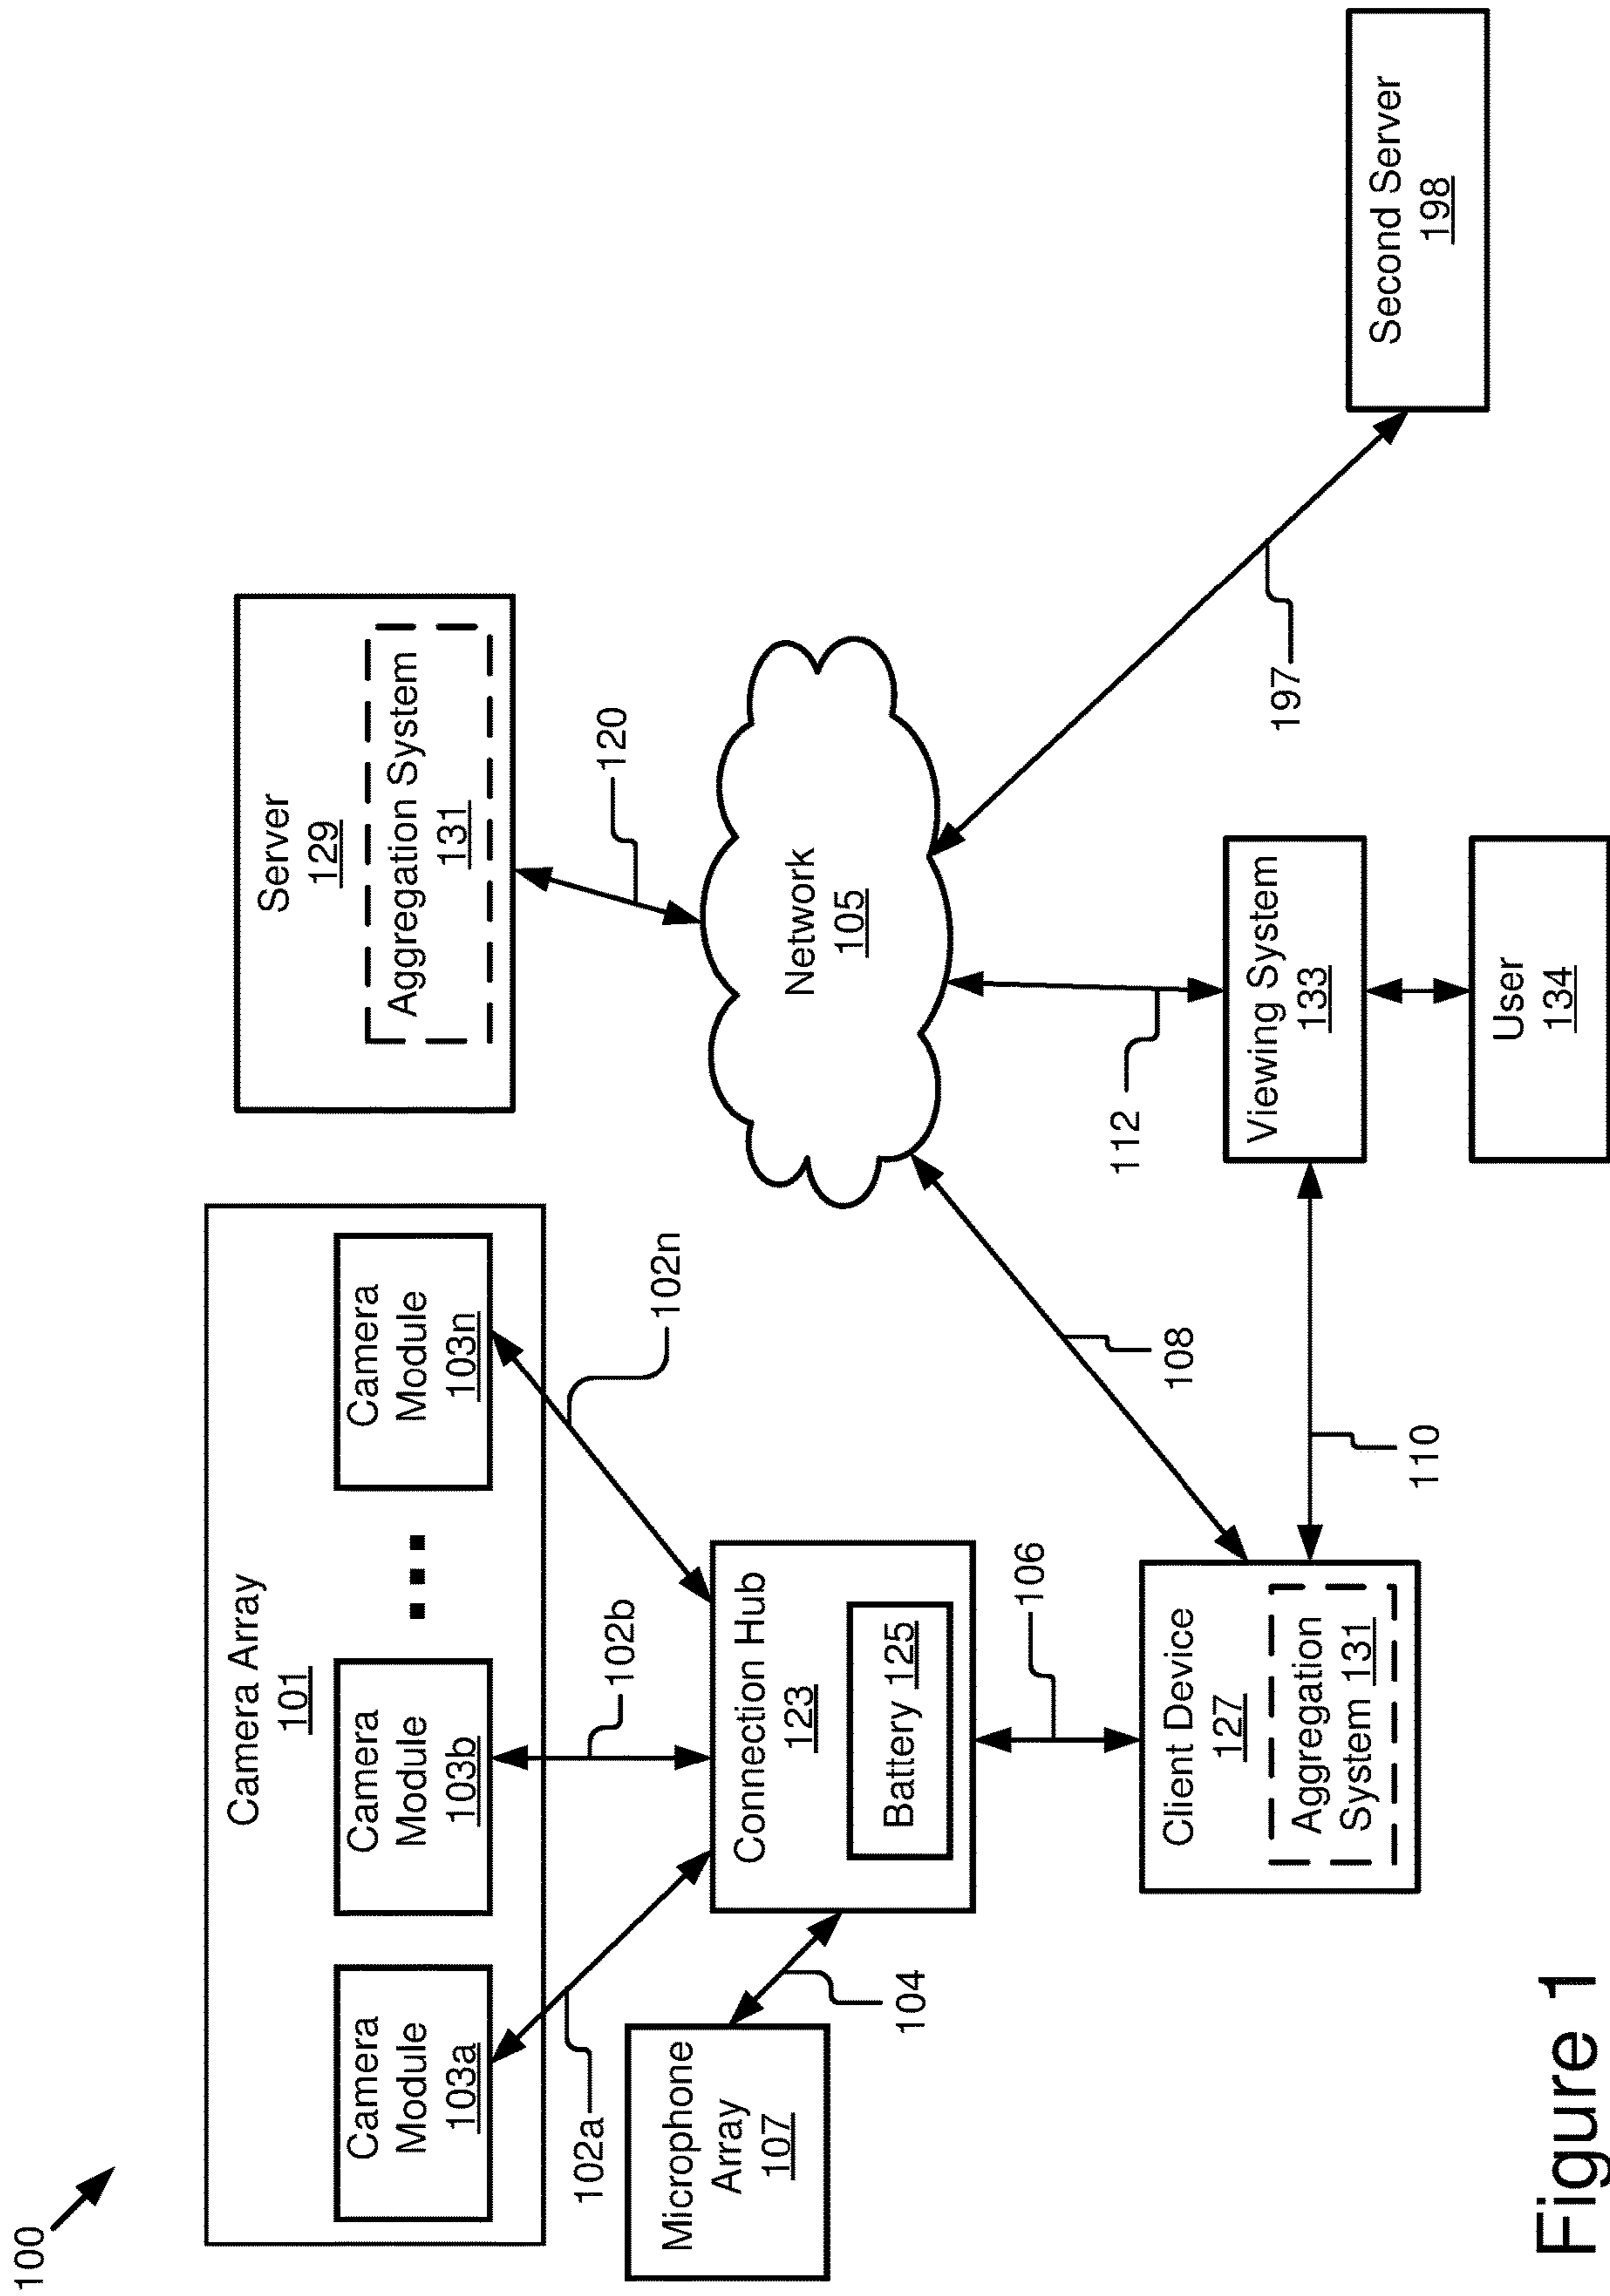 100
Camera Array
101
Camera
Module
103a
Camera
Module
103b
Camera
Module
103n
102a
102b
102n
Server
129
Aggregation System
131
120
Microphone
Array
107
104
Connection Hub
123
Battery 125
106
Network
105
108
112
197
Client Device
127
Aggregation
System 131
110
Viewing System
133
User
134
Second Server
198
Figure 1